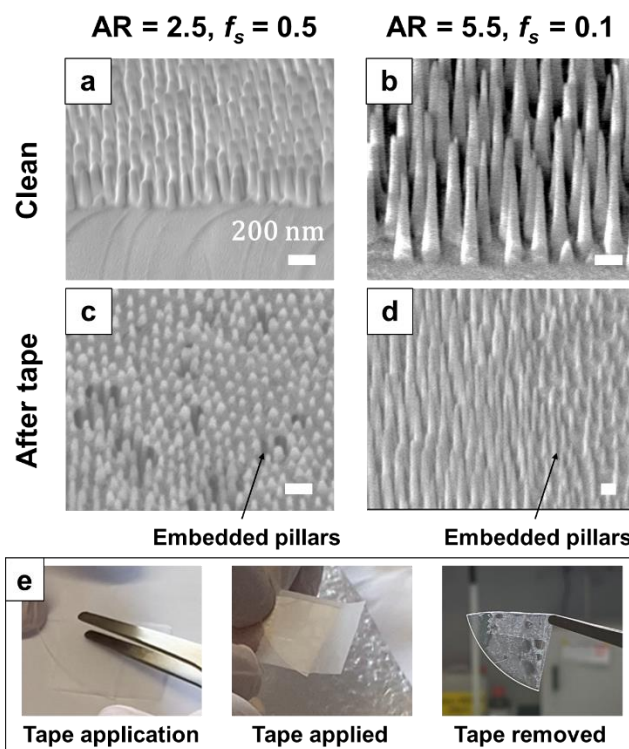 AR = 2.5, fs = 0.5
AR = 5.5, fs = 0.1
Clean
a
200 nm
b
After tape
c
d
Embedded pillars
Embedded pillars
e
Tape application
Tape applied
Tape removed